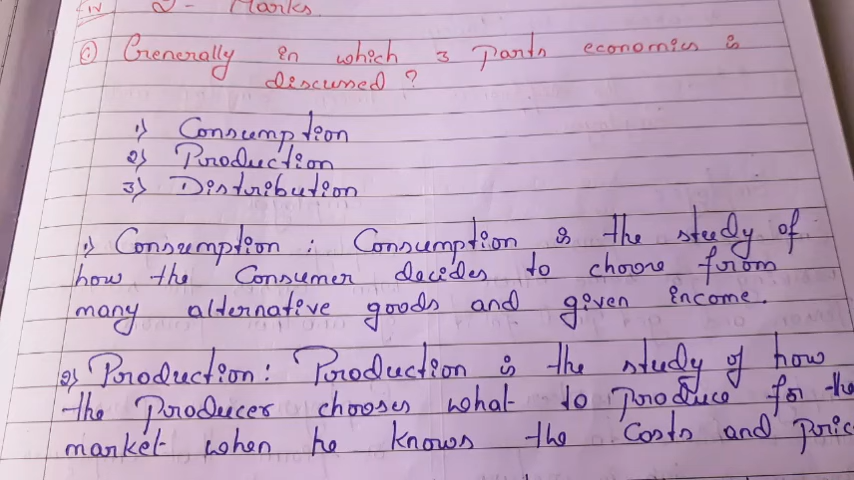 IV 2- Marks
① Generally in which 3 parts economics is
discussed ?
1) Consumption
2) Production
3) Distribution
1) Consumption : Consumption is the study of
how the Consumer decides to choose from
many alternative goods and given income.
2) Production : Production is the study of how
the Producer chooses what to produce for the
market when he knows the Costs and